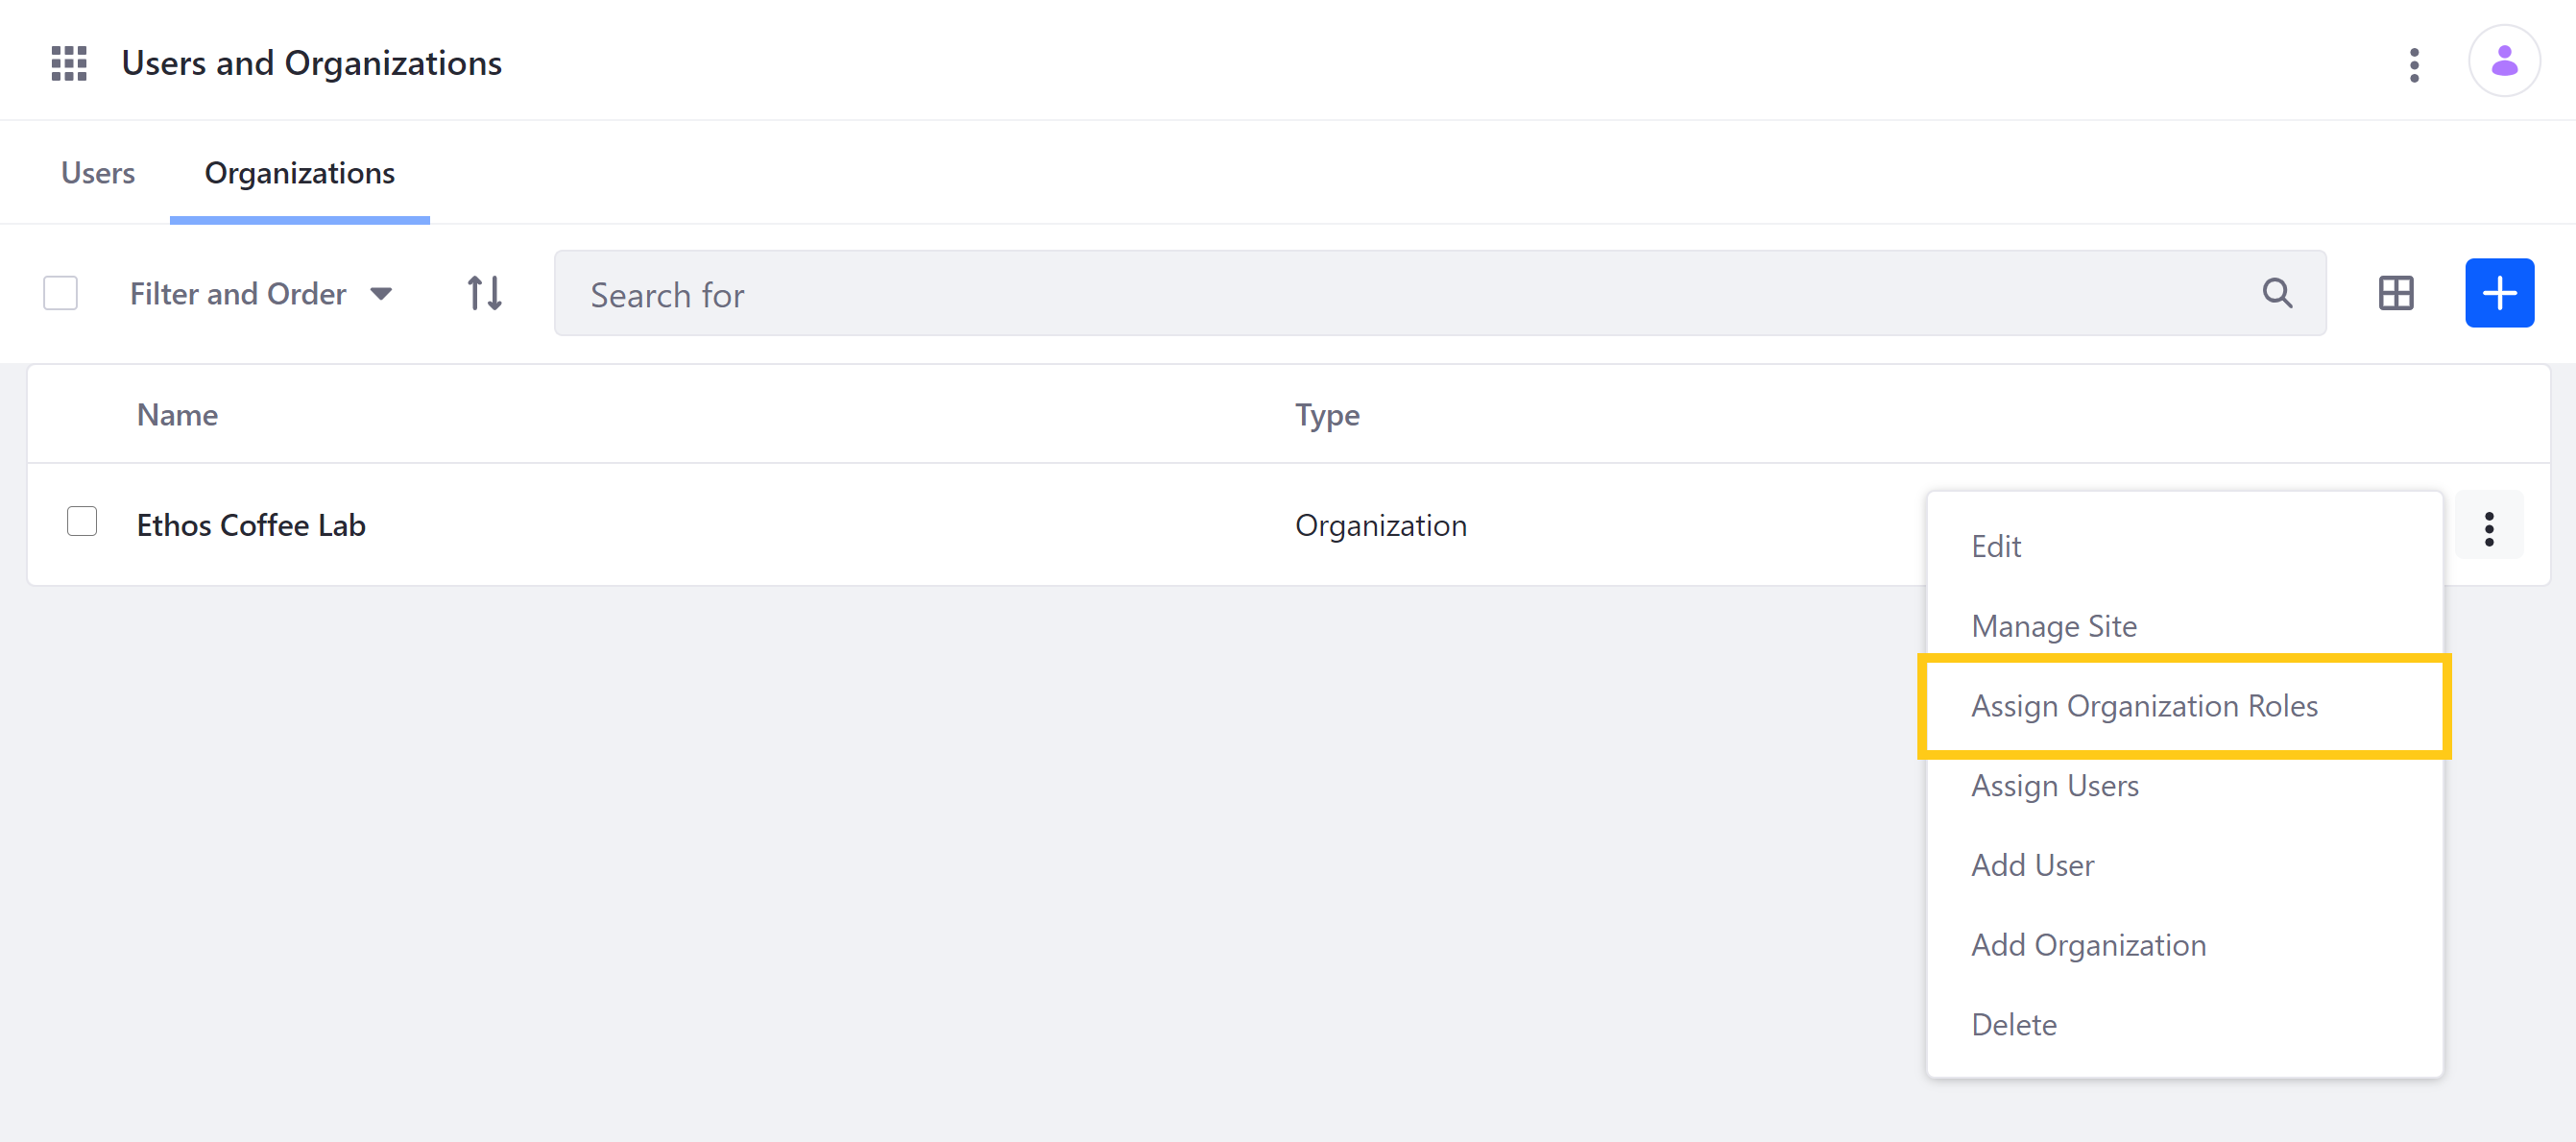 Users and Organizations
Users
Organizations
Filter and Order
Search for
Name
Type
Ethos Coffee Lab
Organization
Edit
Manage Site
Assign Organization Roles
Assign Users
Add User
Add Organization
Delete